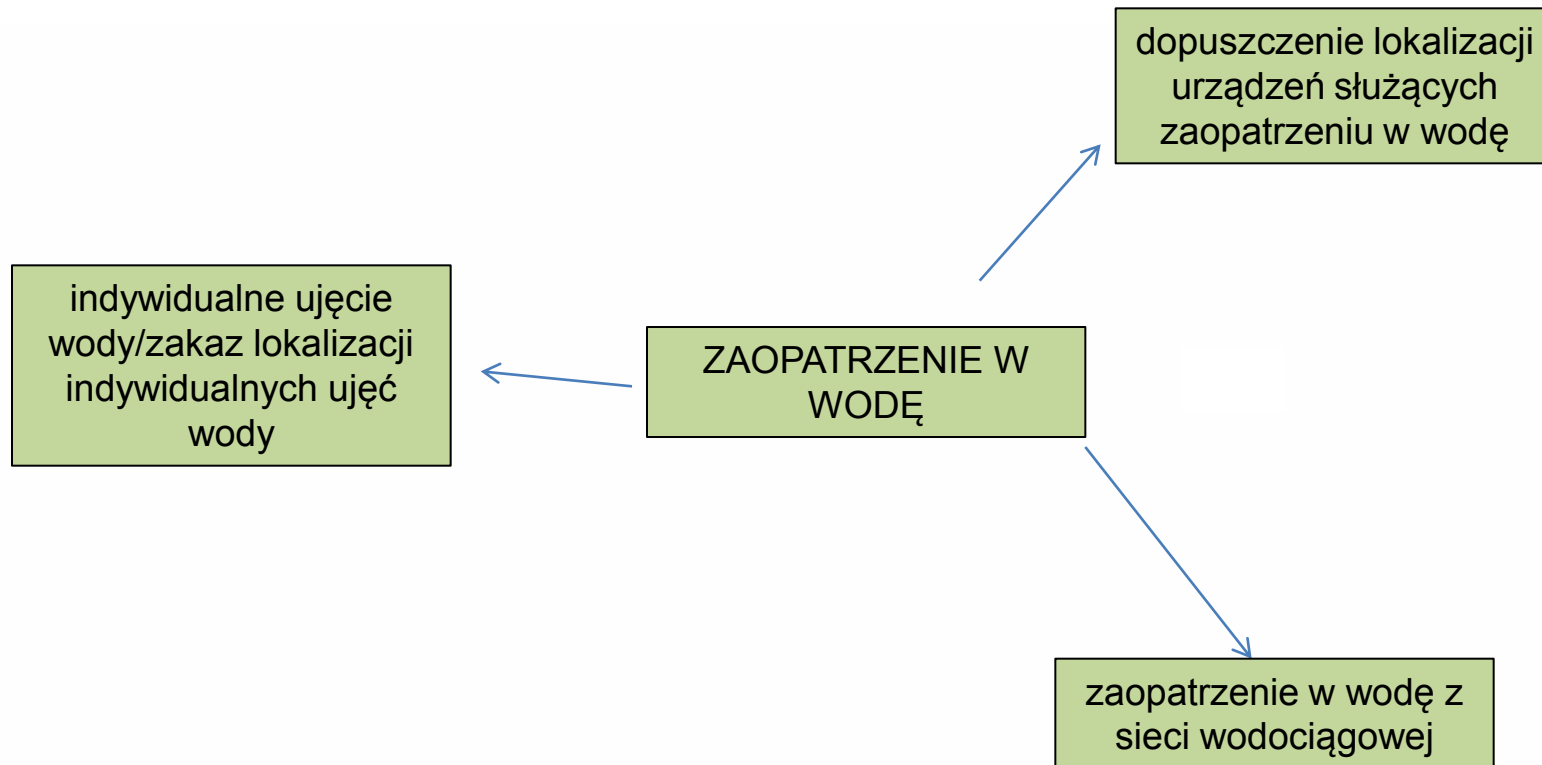 dopuszczenie lokalizacji
urządzeń służących
zaopatrzeniu w wodę
indywidualne ujęcie
wody/zakaz lokalizacji
indywidualnych ujęć
wody
ZAOPATRZENIE W
WODĘ
zaopatrzenie w wodę z
sieci wodociągowej